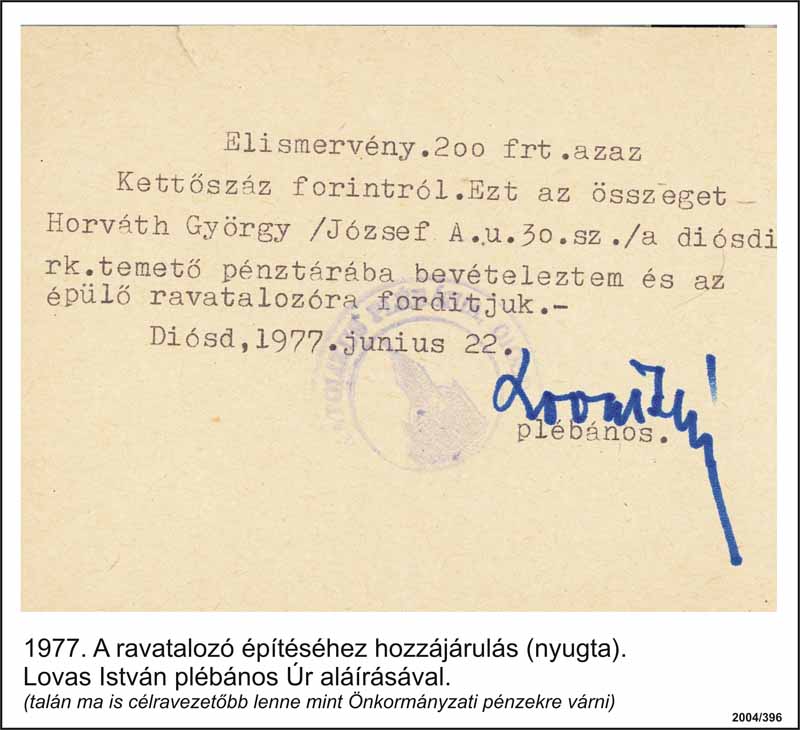 Elismervény.2oo frt.azaz
Kettőszáz forintról.Ezt az összeget
Horváth György /József A.u.30.sz./a diósdi
rk.temető pénztárába bevételeztem és az
épülő ravatalozóra forditjuk.-
Diósd,1977.junius 22.
plébános.
1977. A ravatalozó építéséhez hozzájárulás (nyugta).
Lovas István plébános Úr aláírásával.
(talán ma is célravezetőbb lenne mint Önkormányzati pénzekre várni)
2004/396